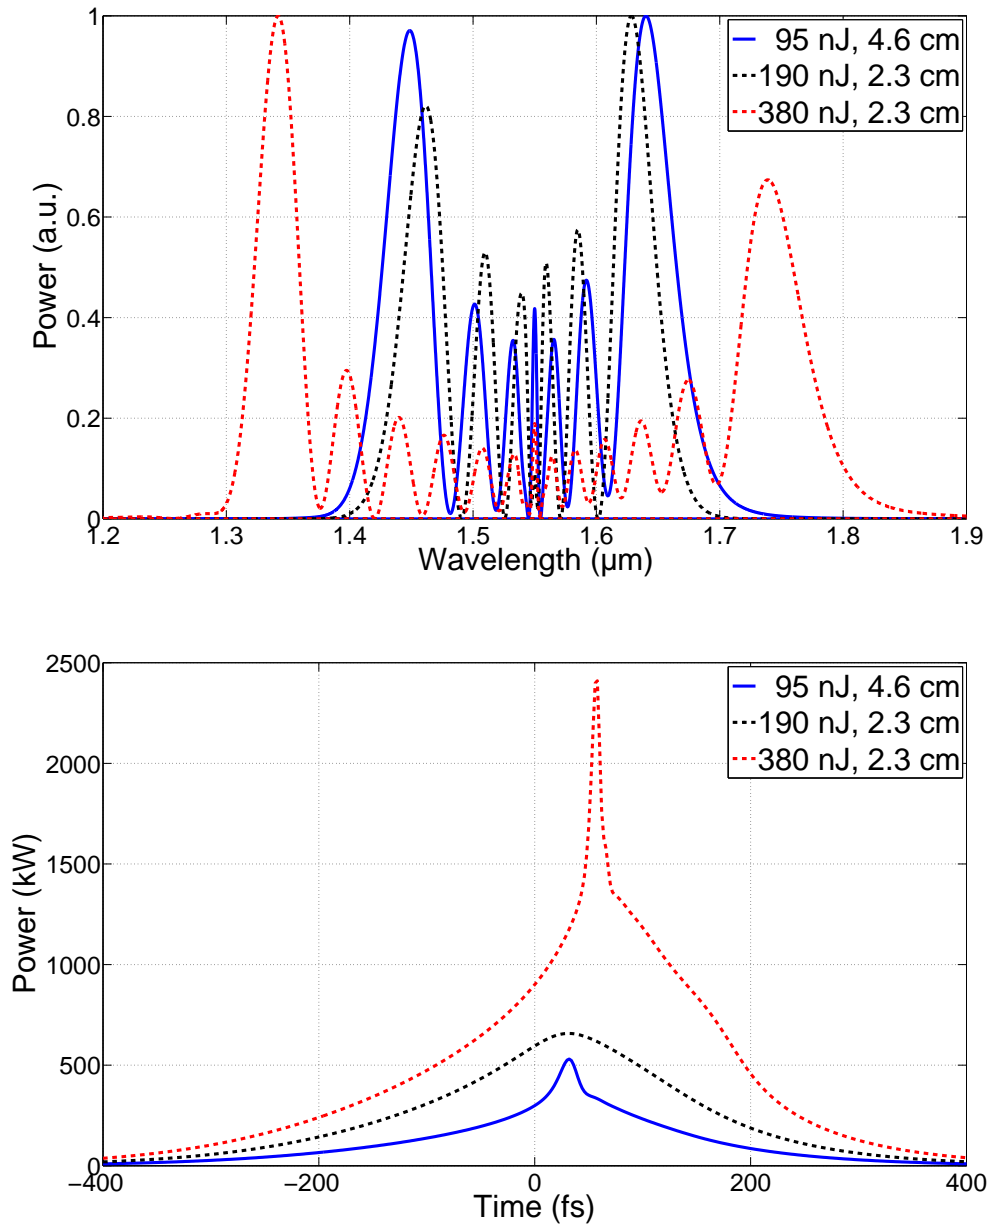 1
0.8
0.6
0.4
0.2
0
Power (a.u.)
1.2 1.3 1.4 1.5 1.6 1.7 1.8 1.9
Wavelength (µm)
95 nJ, 4.6 cm
190 nJ, 2.3 cm
380 nJ, 2.3 cm
2500
2000
1500
1000
500
0
Power (kW)
−400 −200 0 200 400
Time (fs)
95 nJ, 4.6 cm
190 nJ, 2.3 cm
380 nJ, 2.3 cm